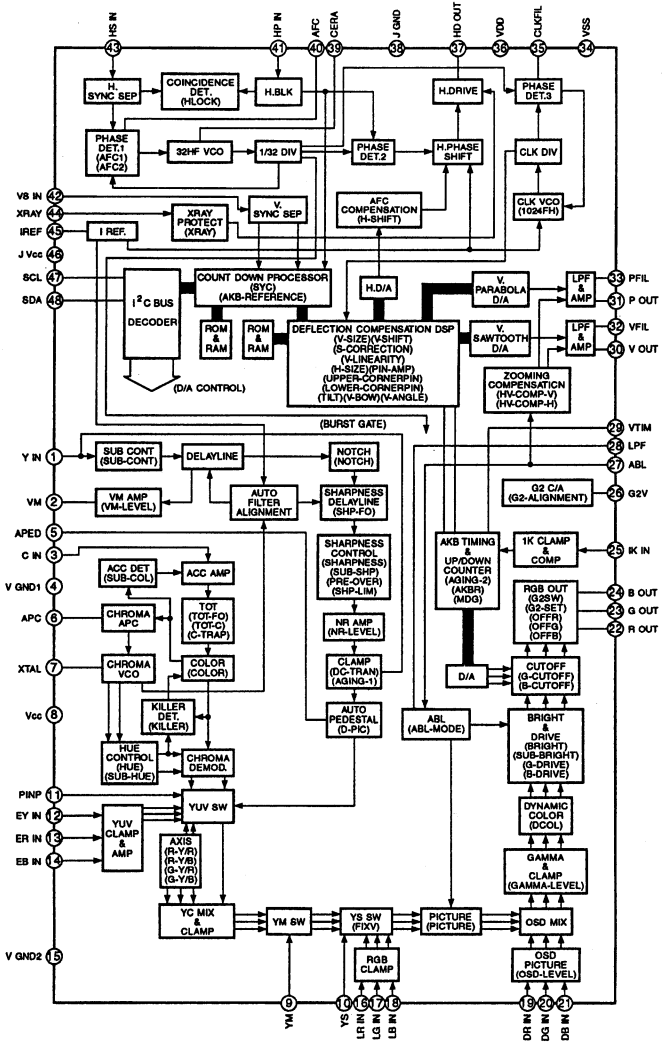 HS IN
HP IN
AFC
CERA
J GND
HD OUT
VDD
CLKFIL
VSS
43
41
40
39
38
37
36
35
34
H.
SYNC SEP
COINCIDENCE
DET.
(HLOCK)
H.BLK
H.DRIVE
PHASE
DET.3
PHASE
DET.1
(AFC1)
(AFC2)
32HF VCO
1/32 DIV
PHASE
DET.2
H.PHASE
SHIFT
CLK DIV
VS IN 42
XRAY 44
IREF 45
J Vcc 46
SCL 47
SDA 48
I REF.
XRAY
PROTECT
(XRAY)
V.
SYNC SEP
AFC
COMPENSATION
(H-SHIFT)
CLK VCO
(1024FH)
I²C BUS
DECODER
COUNT DOWN PROCESSOR
(SYC)
(AKB-REFERENCE)
H.D/A
V.
PARABOLA
D/A
LPF
&
AMP
33 PFIL
31 P OUT
ROM
&
RAM
ROM
&
RAM
DEFLECTION COMPENSATION DSP
(V-SIZE)(V-SHIFT)
(S-CORRECTION)
(V-LINEARITY)
(H-SIZE)(PIN-AMP)
(UPPER-CORNERPIN)
(LOWER-CORNERPIN)
(TILT)(V-BOW)(V-ANGLE)
V.
SAWTOOTH
D/A
LPF
&
AMP
32 VFIL
30 V OUT
(D/A CONTROL)
ZOOMING
COMPENSATION
(HV-COMP-V)
(HV-COMP-H)
(BURST GATE)
29 VTIM
28 LPF
27 ABL
Y IN 1
SUB CONT
(SUB-CONT)
DELAYLINE
NOTCH
(NOTCH)
VM 2
VM AMP
(VM-LEVEL)
AUTO
FILTER
ALIGNMENT
SHARPNESS
DELAYLINE
(SHP-FO)
G2 C/A
(G2-ALIGNMENT)
26 G2V
APED 5
C IN 3
V GND1 4
APC 6
XTAL 7
Vcc 8
SHARPNESS
CONTROL
(SHARPNESS)
(SUB-SHP)
(PRE-OVER)
(SHP-LIM)
AKB TIMING
&
UP/DOWN
COUNTER
(AGING-2)
(AKBR)
(MDG)
1K CLAMP
&
COMP
25 IK IN
ACC DET
(SUB-COL)
ACC AMP
TOT
(TOT-FO)
(TOT-C)
(C-TRAP)
CHROMA
APC
NR AMP
(NR-LEVEL)
RGB OUT
(G2SW)
(G2-SET)
(OFFR)
(OFFG)
(OFFB)
24 B OUT
23 G OUT
22 R OUT
CHROMA
VCO
COLOR
(COLOR)
CLAMP
(DC-TRAN)
(AGING-1)
D/A
CUTOFF
(G-CUTOFF)
(B-CUTOFF)
KILLER
DET.
(KILLER)
AUTO
PEDESTAL
(D-PIC)
ABL
(ABL-MODE)
BRIGHT
&
DRIVE
(BRIGHT)
(SUB-BRIGHT)
(G-DRIVE)
(B-DRIVE)
HUE
CONTROL
(HUE)
(SUB-HUE)
CHROMA
DEMOD.
PINP 11
EY IN 12
ER IN 13
EB IN 14
YUV
CLAMP
&
AMP
YUV SW
DYNAMIC
COLOR
(DCOL)
AXIS
(R-Y/R)
(R-Y/B)
(G-Y/R)
(G-Y/B)
GAMMA
&
CLAMP
(GAMMA-LEVEL)
YC MIX
&
CLAMP
YM SW
YS SW
(FIXV)
PICTURE
(PICTURE)
OSD MIX
V GND2 15
RGB
CLAMP
OSD
PICTURE
(OSD-LEVEL)
9
10
16
17
18
19
20
21
YM
YS
LR IN
LG IN
LB IN
DR IN
DG IN
DB IN